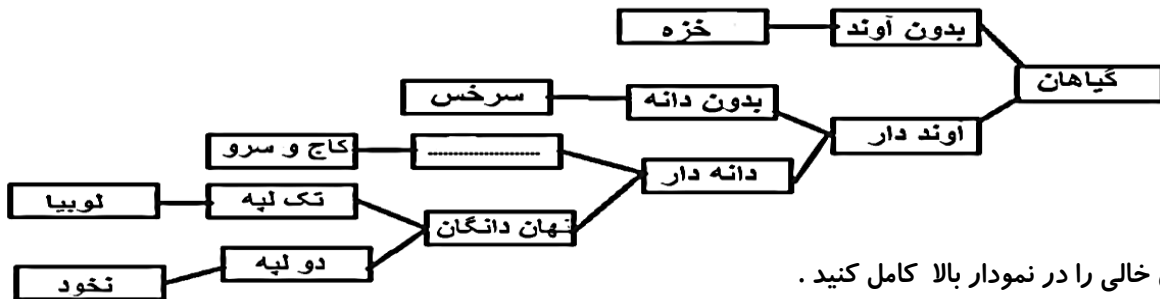 بدون آوند خزه
گیاهان
بدون دانه سرخس
آوند دار
.................... کاج و سرو
دانه دار
تک لپه لوبیا
نهان دانگان
دو لپه نخود
خالی را در نمودار بالا کامل کنید .